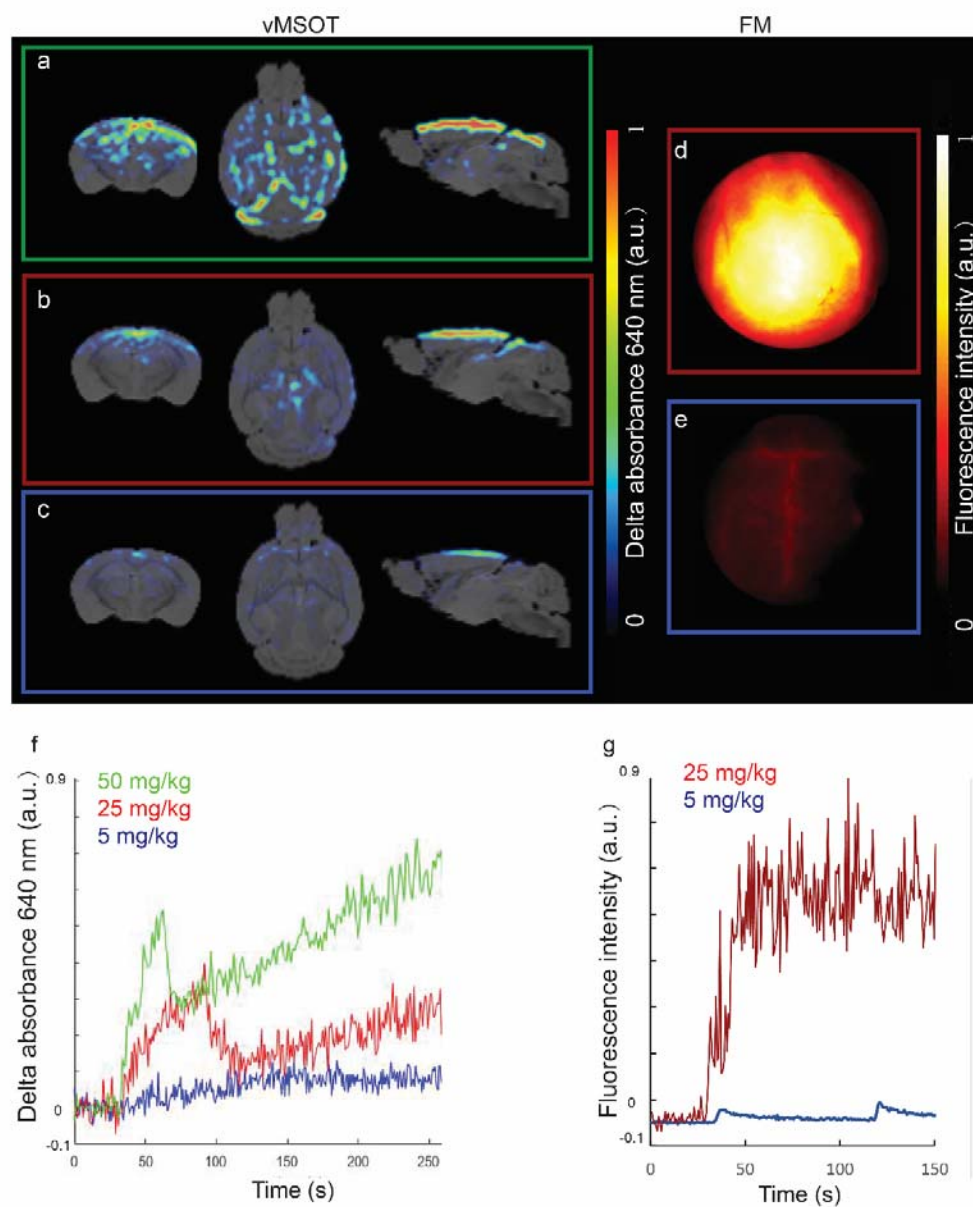 vMSOT FM
a
b
c
d
e
0 Delta absorbance 640 nm (a.u.) 1
0 Fluorescence intensity (a.u.) 1
f
50 mg/kg
25 mg/kg
5 mg/kg
Delta absorbance 640 nm (a.u.)
0.9
0
-0.1
0 50 100 150 200 250
Time (s)
g
25 mg/kg
5 mg/kg
Fluorescence intensity (a.u.)
0.9
0
-0.1
0 50 100 150
Time (s)